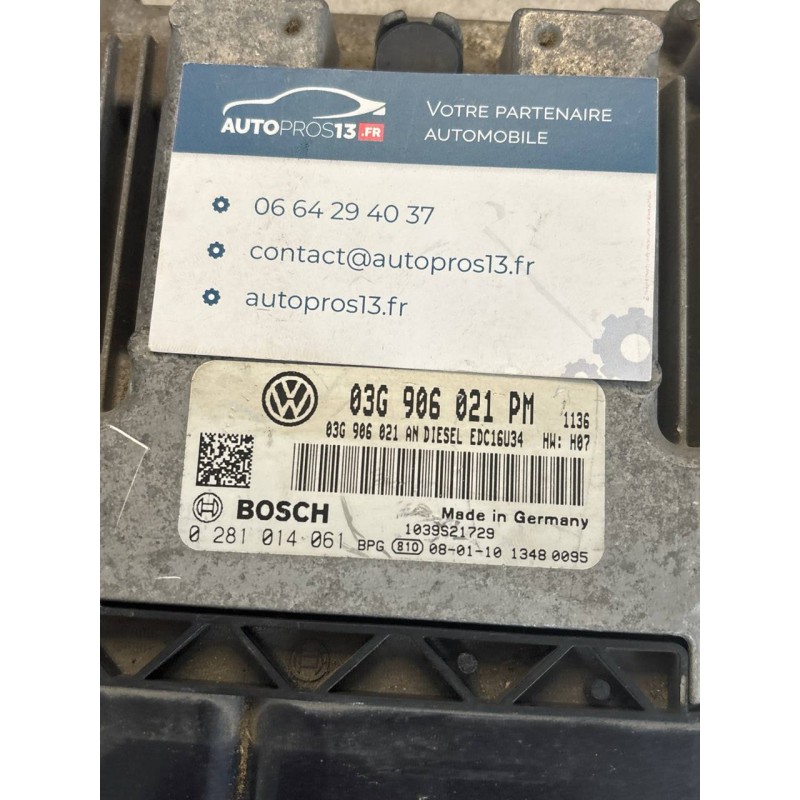 AUTOPROS13.FR
VOTRE PARTENAIRE
AUTOMOBILE
06 64 29 40 37
contact@autopros13.fr
autopros13.fr
03G 906 021 PM 1136
03G 906 021 AN DIESEL EDC16U34 HW: H07
BOSCH
Made in Germany
1039S21729
0 281 014 061 BPG 810 08-01-10 1348 0095